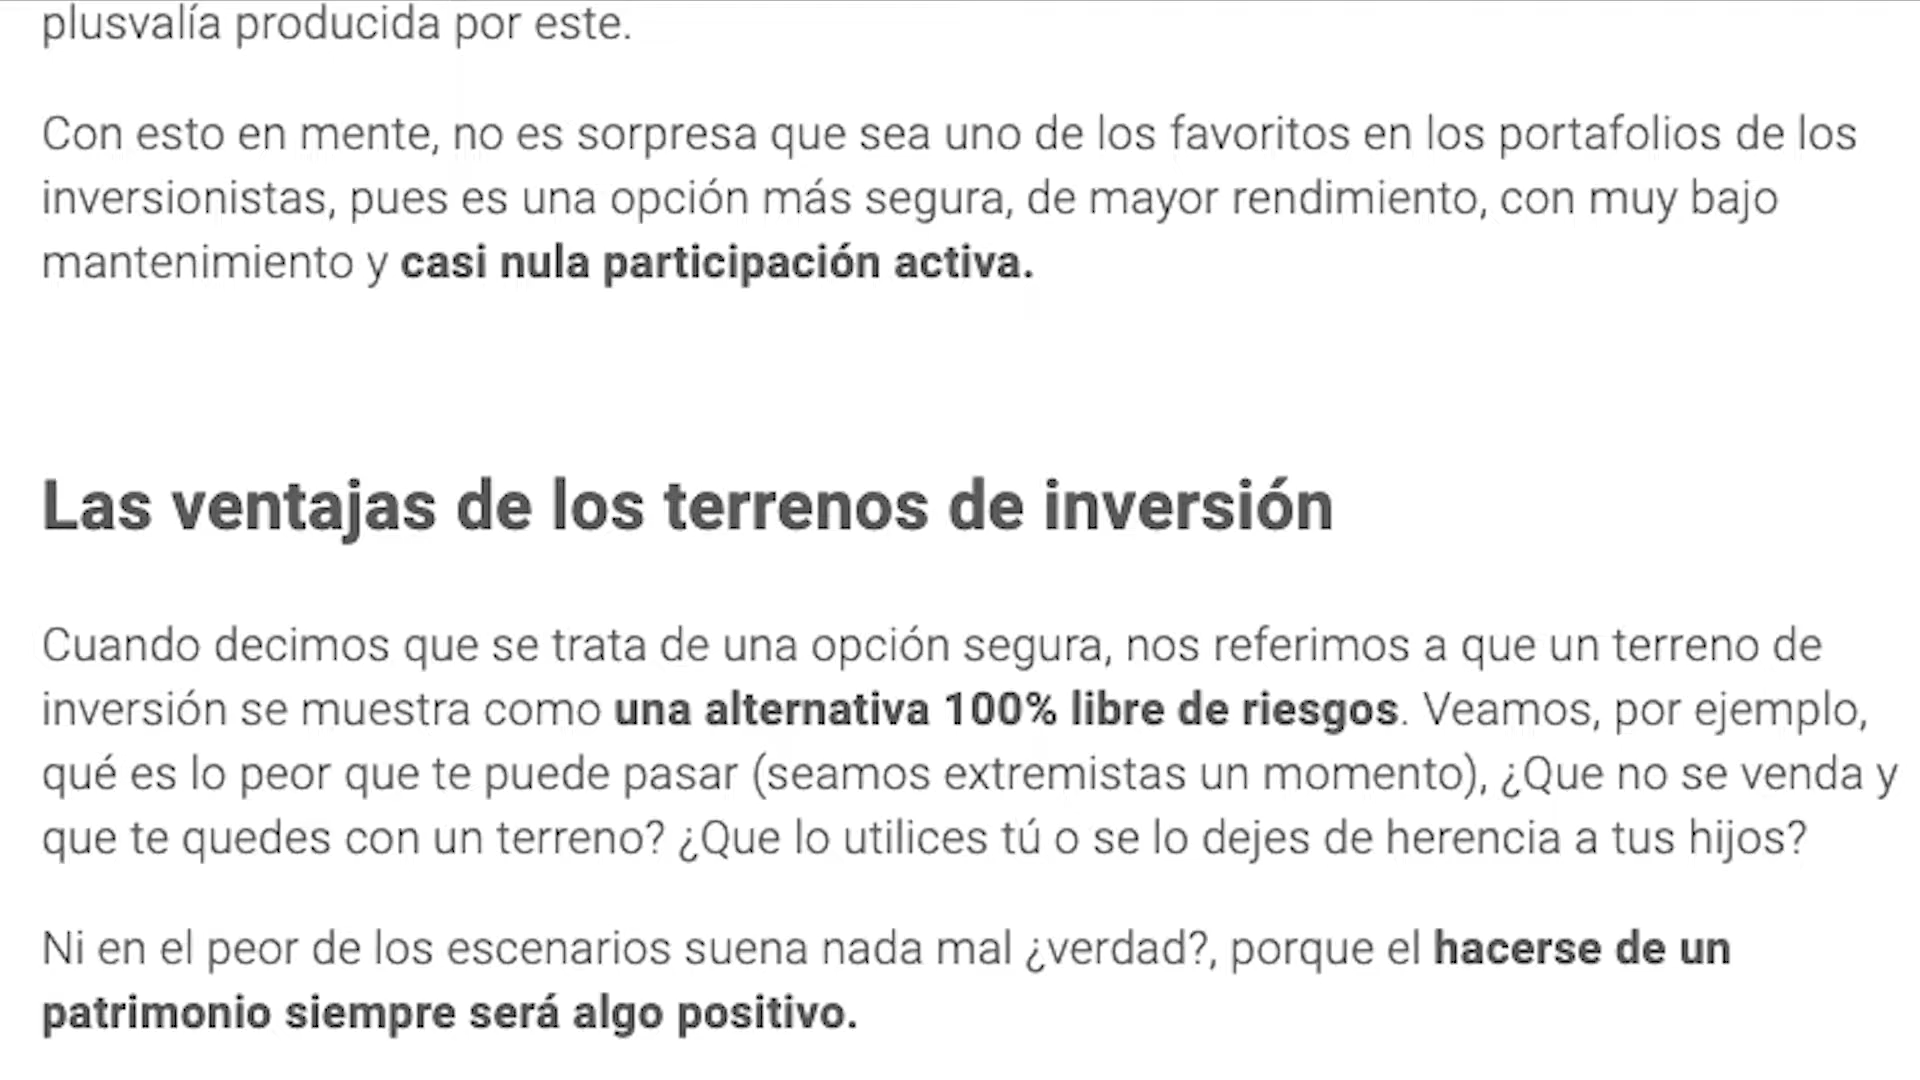 plusvalía producida por este.
Con esto en mente, no es sorpresa que sea uno de los favoritos en los portafolios de los
inversionistas, pues es una opción más segura, de mayor rendimiento, con muy bajo
mantenimiento y casi nula participación activa.
Las ventajas de los terrenos de inversión
Cuando decimos que se trata de una opción segura, nos referimos a que un terreno de
inversión se muestra como una alternativa 100% libre de riesgos. Veamos, por ejemplo,
qué es lo peor que te puede pasar (seamos extremistas un momento), ¿Que no se venda y
que te quedes con un terreno? ¿Que lo utilices tú o se lo dejes de herencia a tus hijos?
Ni en el peor de los escenarios suena nada mal ¿verdad?, porque el hacerse de un
patrimonio siempre será algo positivo.